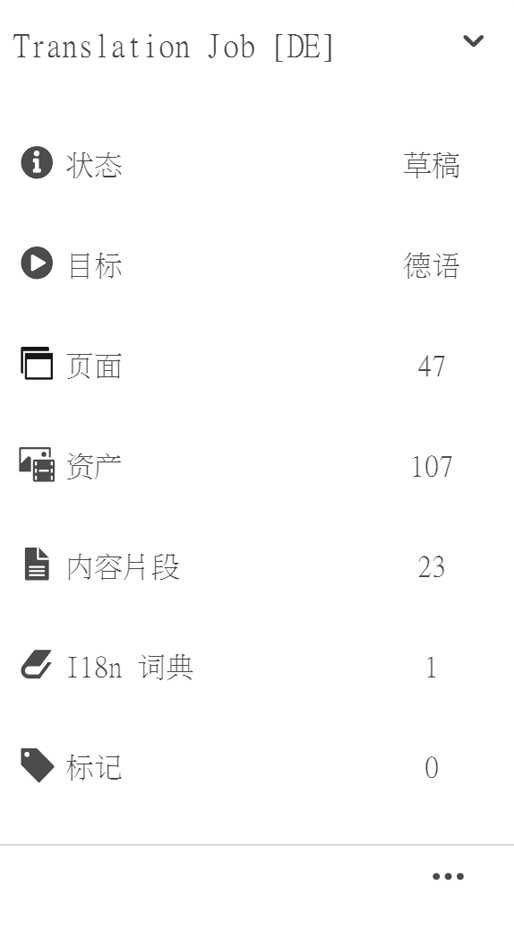 Translation Job [DE]
状态 草稿
目标 德语
页面 47
资产 107
内容片段 23
I18n 词典 1
标记 0